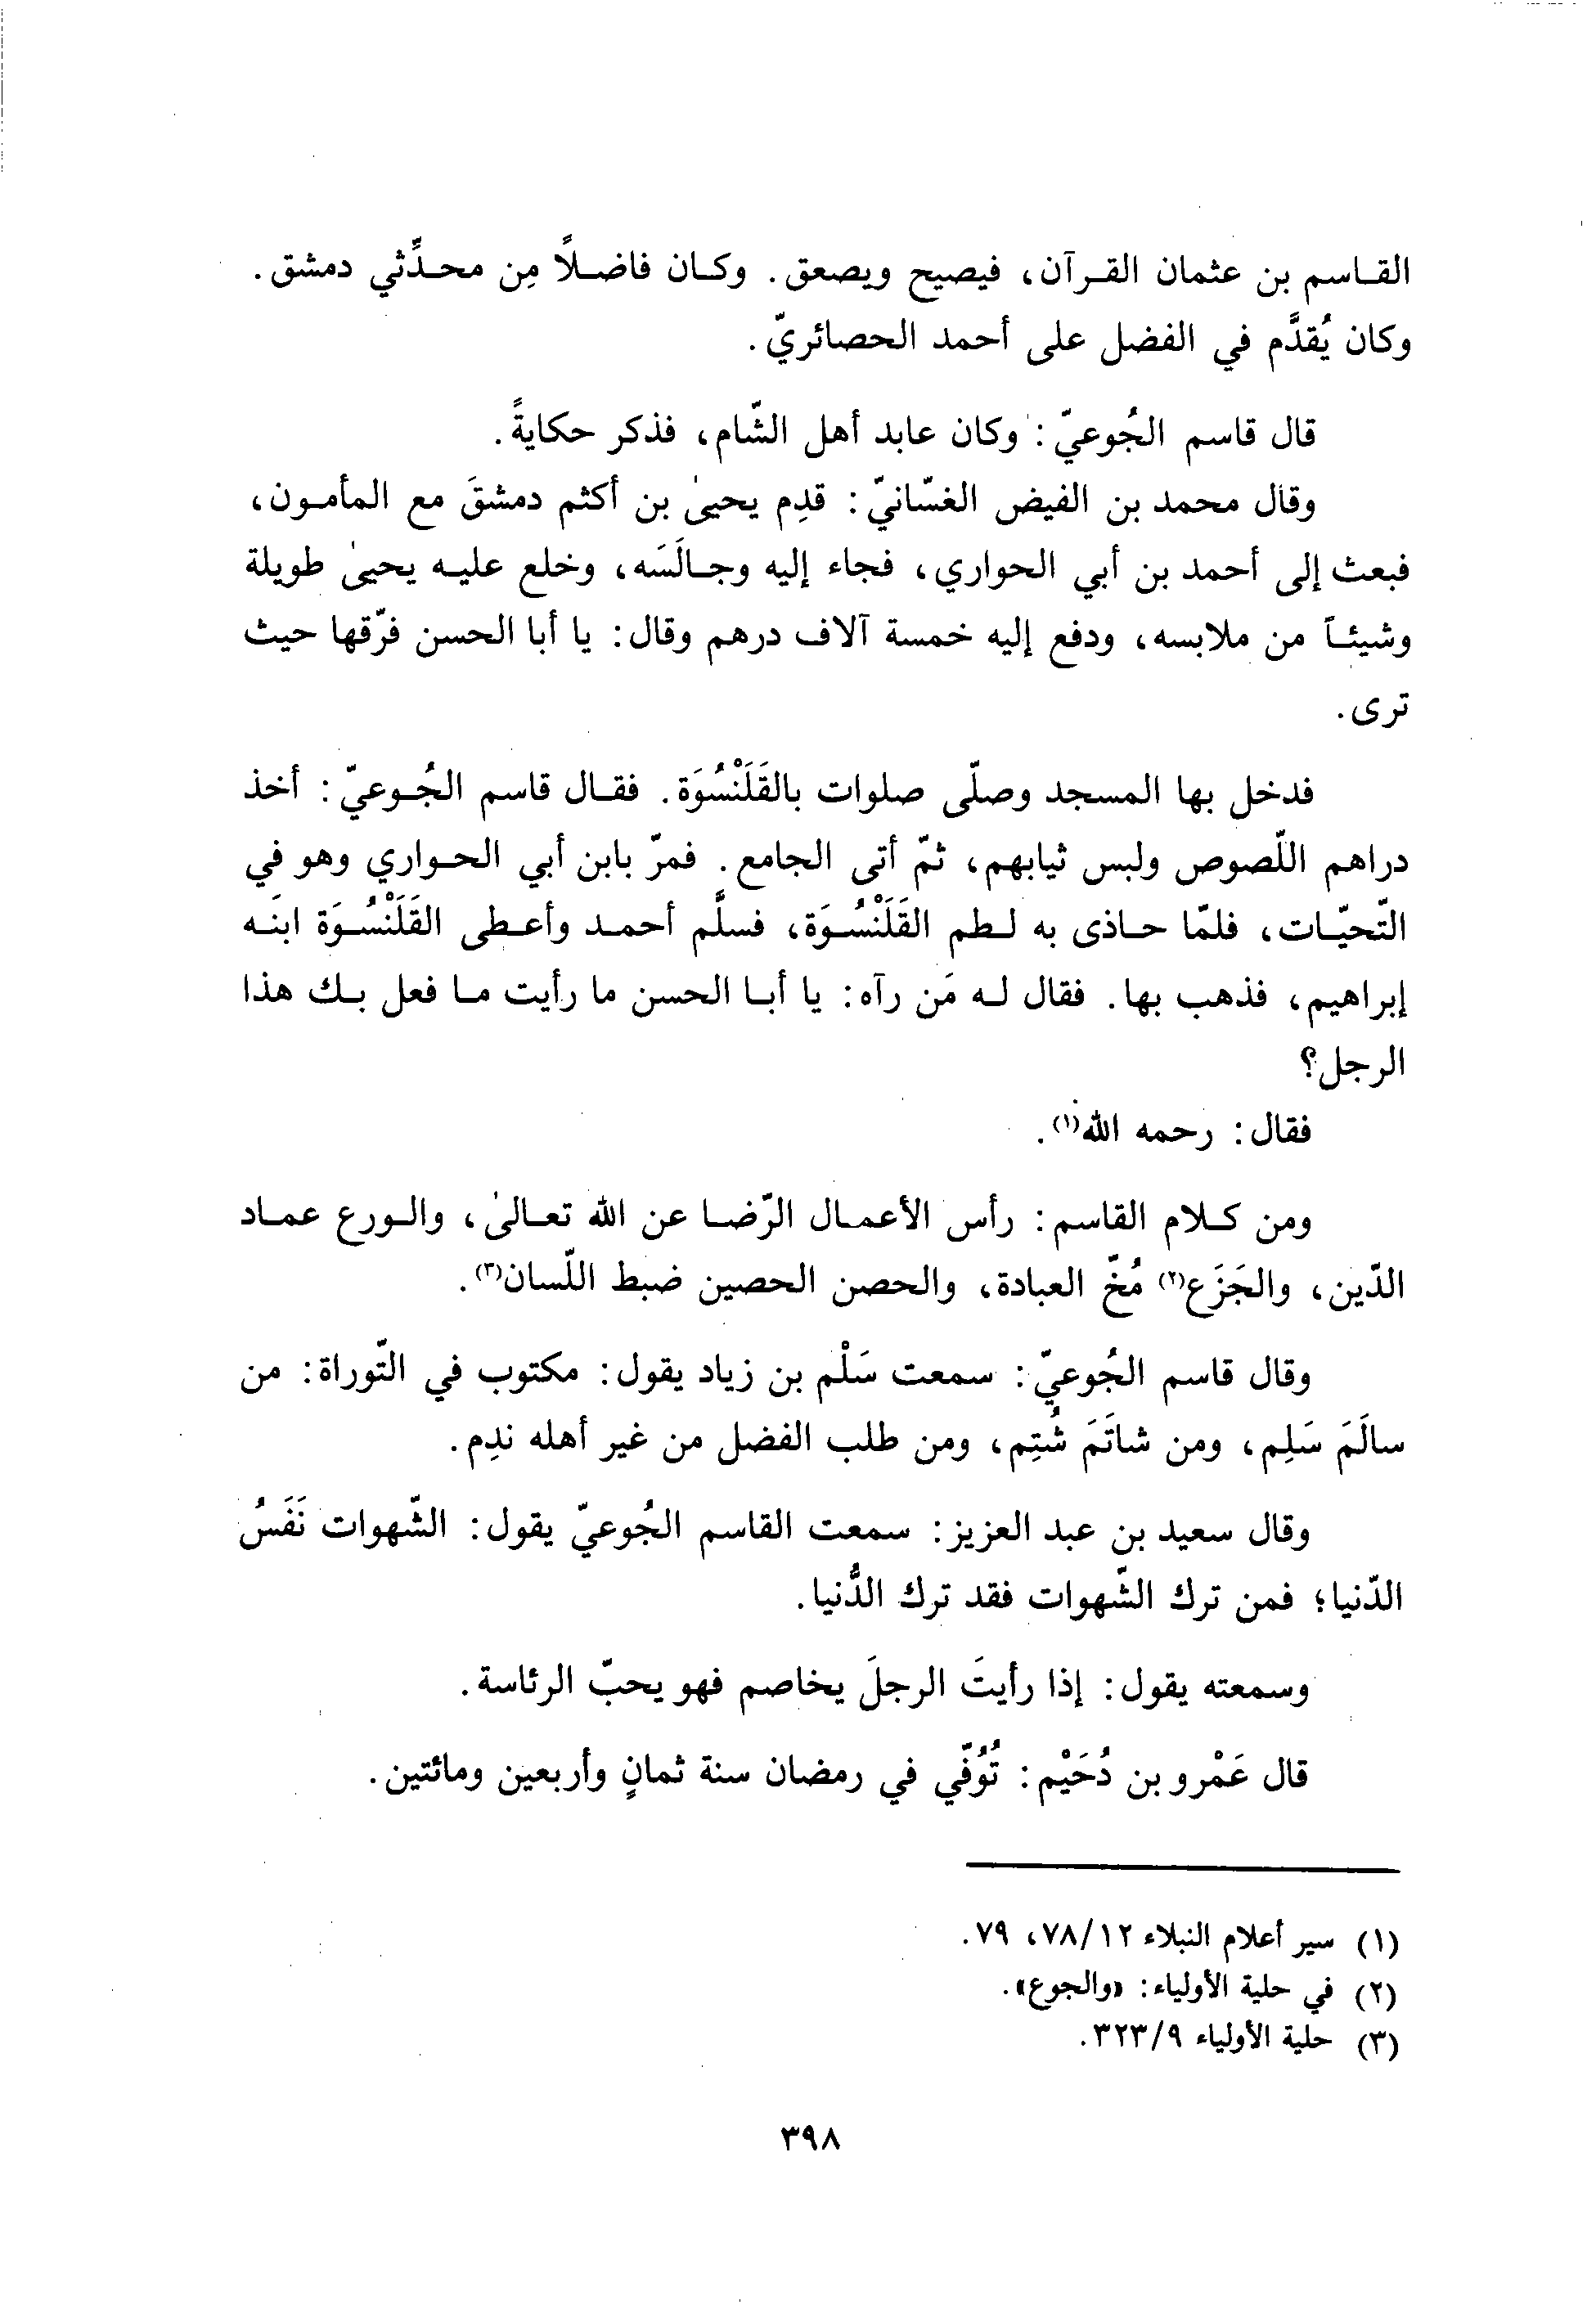 القاسم بن عثمان القرآن، فيصيح ويصعق. وكان فاضلاً مِن محدِّثي دمشق.
وكان يُقدَّم في الفضل على أحمد الحصائريّ.
قال قاسم الجُوعيّ: وكان عابد أهل الشّام، فذكر حكايةً.
وقال محمد بن الفيض الغسّانيّ: قدِم يحيىٰ بن أكثم دمشقَ مع المأمون،
فبعث إلى أحمد بن أبي الحواري، فجاء إليه وجالَسَه، وخلع عليه يحيىٰ طويلة
وشيئاً من ملابسه، ودفع إليه خمسة آلاف درهم وقال: يا أبا الحسن فرّقها حيث
ترى.
فدخل بها المسجد وصلّى صلوات بالقَلَنْسُوَة. فقال قاسم الجُوعيّ: أخذ
دراهم اللّصوص ولبس ثيابهم، ثمّ أتى الجامع. فمرّ بابن أبي الحواري وهو في
التّحيّات، فلمّا حاذى به لطم القَلَنْسُوَة، فسلَّم أحمد وأعطى القَلَنْسُوَة ابنَه
إبراهيم، فذهب بها. فقال له مَن رآه: يا أبا الحسن ما رأيت ما فعل بك هذا
الرجل؟
فقال: رحمه الله(١).
ومن كلام القاسم: رأس الأعمال الرّضا عن الله تعالىٰ، والورع عماد
الدّين، والجَزَع(٢) مُخّ العبادة، والحصن الحصين ضبط اللّسان(٣).
وقال قاسم الجُوعيّ: سمعت سَلْم بن زياد يقول: مكتوب في التّوراة: من
سالَمَ سَلِم، ومن شاتَمَ شُتِم، ومن طلب الفضل من غير أهله ندِم.
وقال سعيد بن عبد العزيز: سمعت القاسم الجُوعيّ يقول: الشّهوات نَفَسُ
الدّنيا؛ فمن ترك الشّهوات فقد ترك الدُّنيا.
وسمعته يقول: إذا رأيتَ الرجلَ يخاصم فهو يحبّ الرئاسة.
قال عَمْرو بن دُحَيْم: تُوُفّي في رمضان سنة ثمانٍ وأربعين ومائتين.
(١) سير أعلام النبلاء ١٢/ ٧٨، ٧٩.
(٢) في حلية الأولياء: «والجوع».
(٣) حلية الأولياء ٩/ ٣٢٣.
٣٩٨